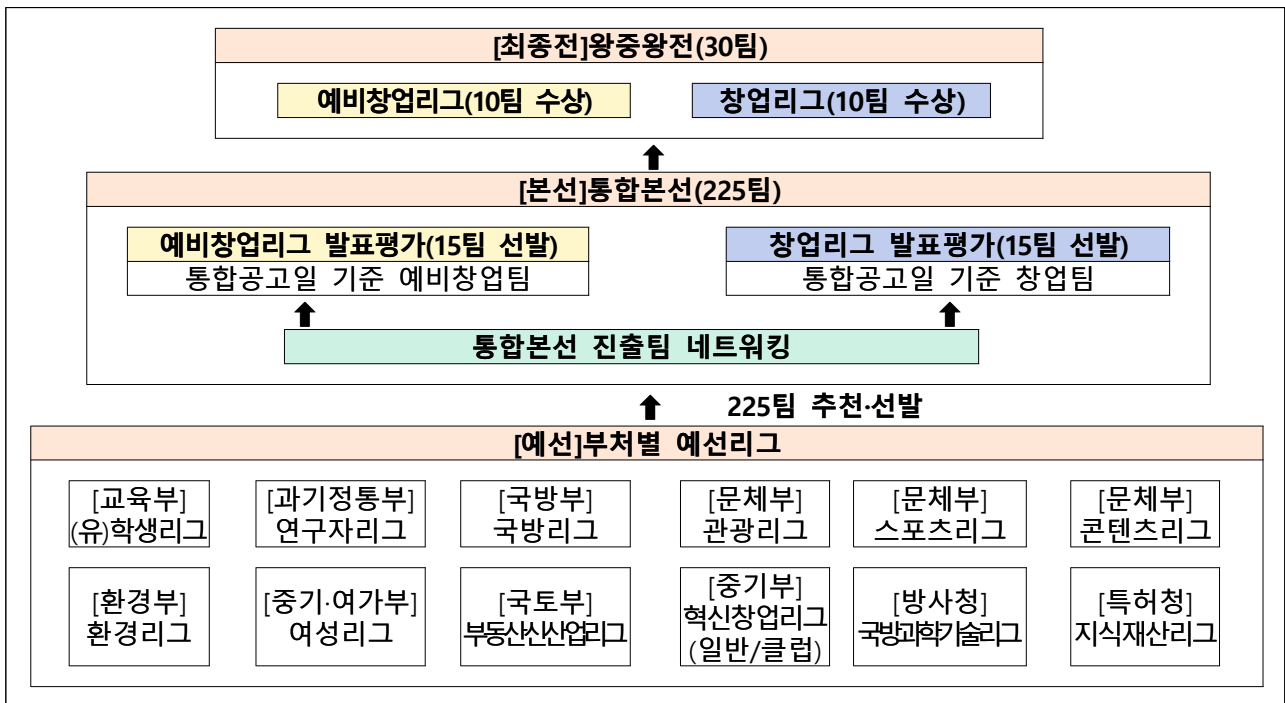 [최종전]왕중왕전(30팀)
예비창업리그(10팀 수상)
창업리그(10팀 수상)
[본선]통합본선(225팀)
예비창업리그 발표평가(15팀 선발)
통합공고일 기준 예비창업팀
창업리그 발표평가(15팀 선발)
통합공고일 기준 창업팀
통합본선 진출팀 네트워킹
225팀 추천·선발
[예선]부처별 예선리그
[교육부]
(유)학생리그
[과기정통부]
연구자리그
[국방부]
국방리그
[문체부]
관광리그
[문체부]
스포츠리그
[문체부]
콘텐츠리그
[환경부]
환경리그
[중기·여가부]
여성리그
[국토부]
부동산신산업리그
[중기부]
혁신창업리그
(일반/클럽)
[방사청]
국방과학기술리그
[특허청]
지식재산리그